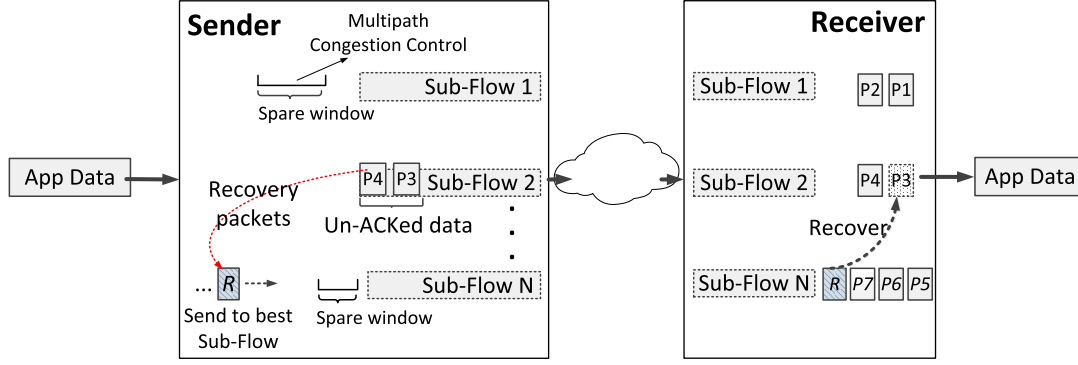 Sender
Multipath
Congestion Control
Sub-Flow 1
Spare window
App Data
P4
P3
Sub-Flow 2
Recovery
packets
Un-ACKed data
... R
Sub-Flow N
Send to best
Sub-Flow
Spare window
Receiver
Sub-Flow 1
P2
P1
Sub-Flow 2
P4
P3
App Data
Recover
Sub-Flow N
R
P7
P6
P5